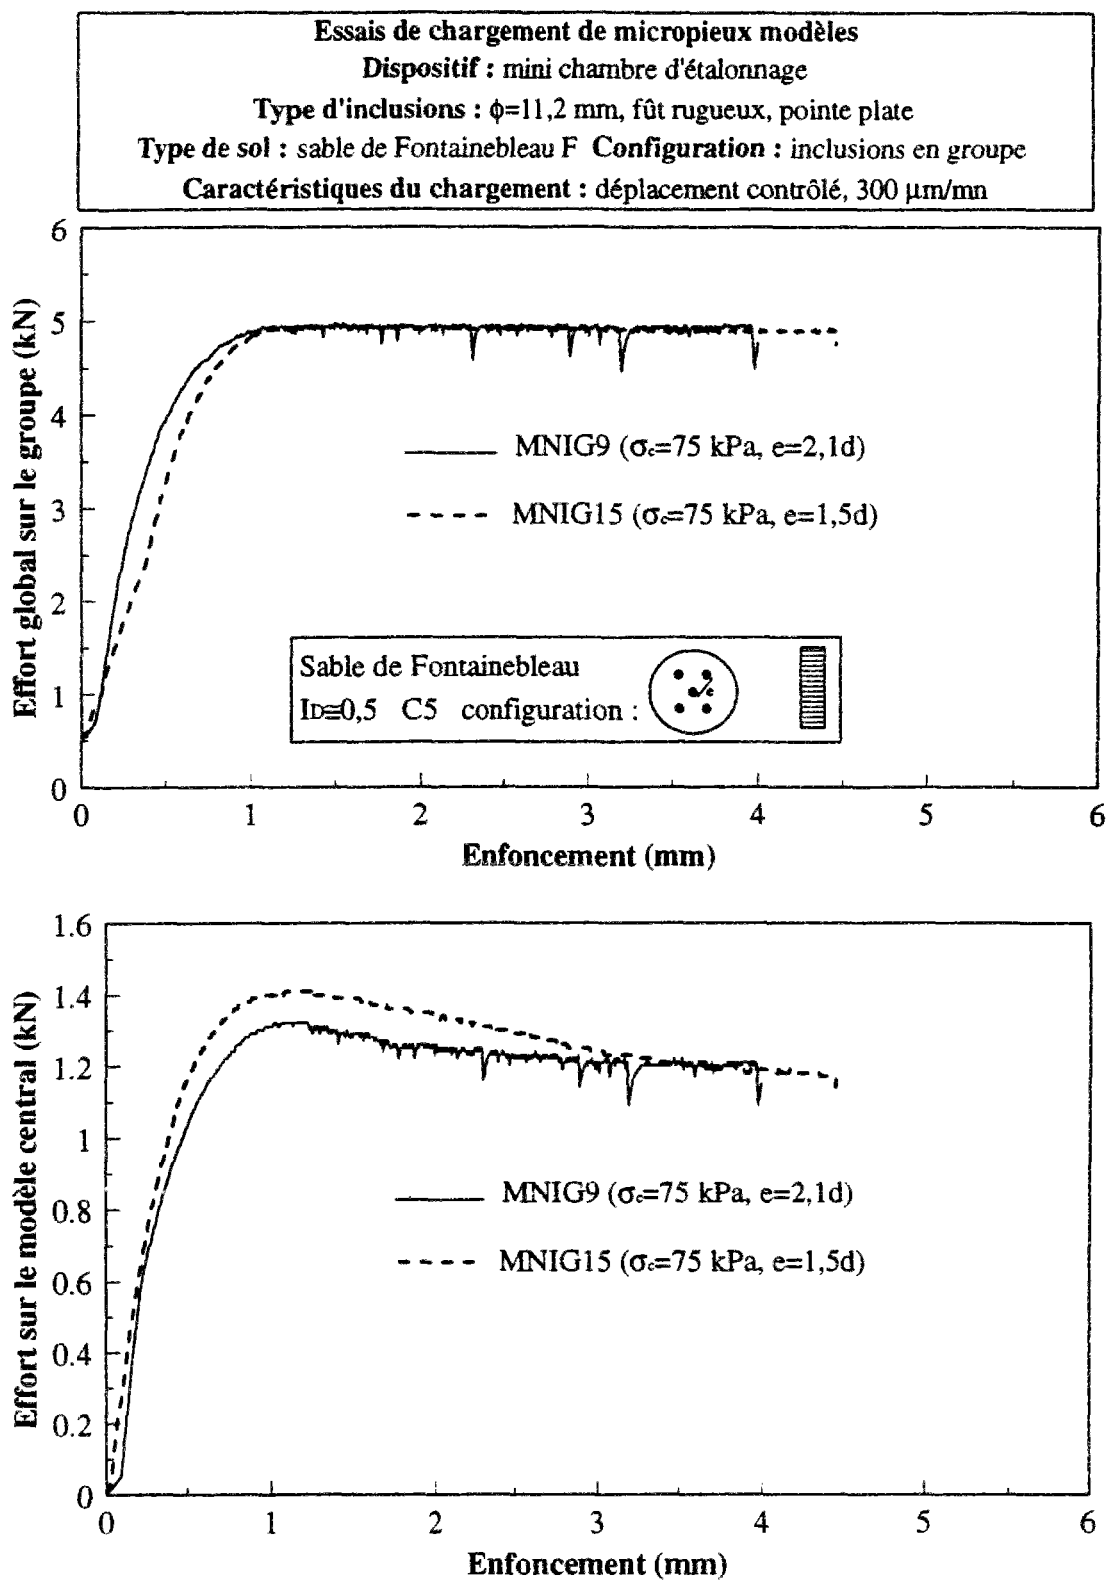 Essais de chargement de micropieux modèles
Dispositif : mini chambre d'étalonnage
Type d'inclusions : ϕ=11,2 mm, fût rugueux, pointe plate
Type de sol : sable de Fontainebleau F Configuration : inclusions en groupe
Caractéristiques du chargement : déplacement contrôlé, 300 µm/mn
Effort global sur le groupe (kN)
6
5
4
3
2
1
0
MNIG9 (σc=75 kPa, e=2,1d)
MNIG15 (σc=75 kPa, e=1,5d)
Sable de Fontainebleau
ID≅0,5 C5 configuration :
e
0 1 2 3 4 5 6
Enfoncement (mm)
Effort sur le modèle central (kN)
1.6
1.4
1.2
1
0.8
0.6
0.4
0.2
0
MNIG9 (σc=75 kPa, e=2,1d)
MNIG15 (σc=75 kPa, e=1,5d)
0 1 2 3 4 5 6
Enfoncement (mm)